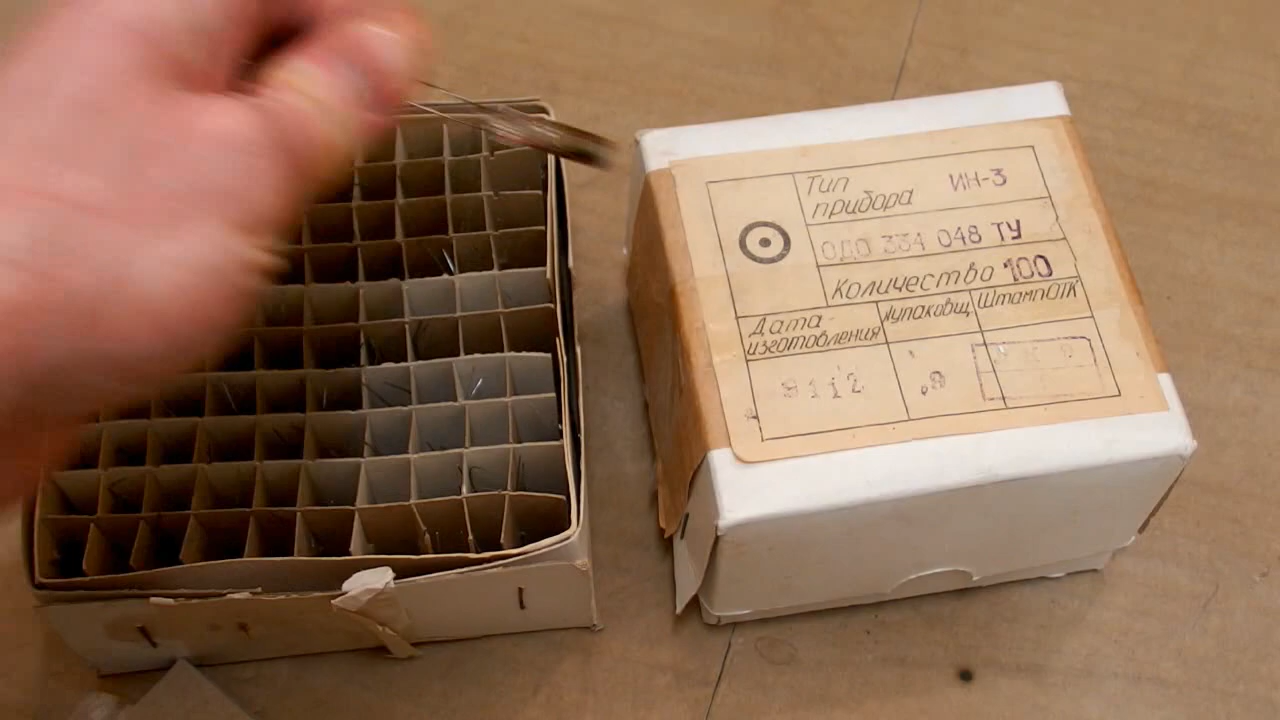 Тип
прибора ИН-3
ОДО 334 048 ТУ
Количество 100
Дата
изготовления
Упаковщ.
Штамп ОТК
9112